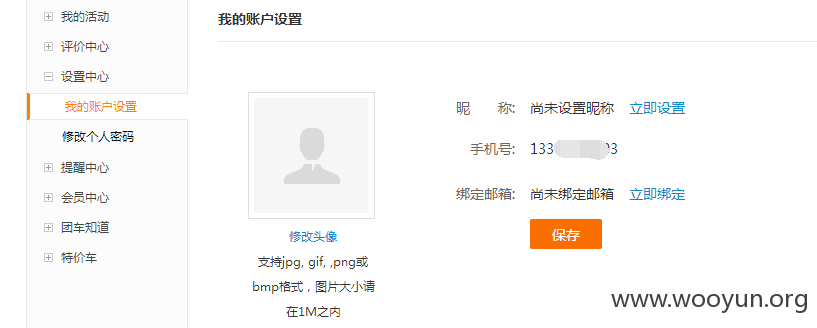 我的活动
评价中心
设置中心
我的账户设置
修改个人密码
提醒中心
会员中心
团车知道
特价车
我的账户设置
修改头像
支持jpg, gif, ,png或
bmp格式，图片大小请
在1M之内
昵 称: 尚未设置昵称 立即设置
手机号: 133 93
绑定邮箱: 尚未绑定邮箱 立即绑定
保存
www.wooyun.org